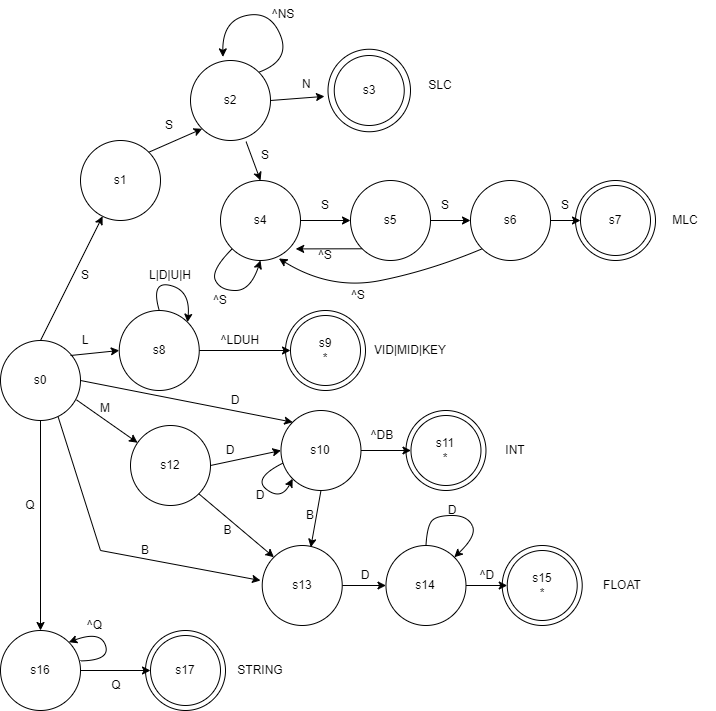 ^NS
s2
N
s3
SLC
S
S
s1
s4
S
s5
S
s6
S
s7
MLC
^S
S
^S
^S
L|D|U|H
L
s8
^LDUH
s9
*
VID|MID|KEY
s0
D
M
s12
D
s10
^DB
s11
*
INT
D
Q
B
B
D
B
s13
D
s14
^D
s15
*
FLOAT
^Q
s16
Q
s17
STRING